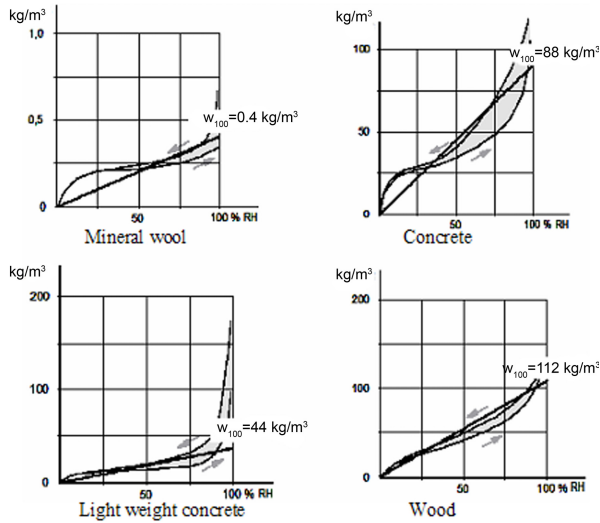 kg/m³
1,0
0,5
w₁₀₀=0.4 kg/m³
0
50
100 % RH
Mineral wool
kg/m³
100
w₁₀₀=88 kg/m³
50
0
50
100 % RH
Concrete
kg/m³
200
100
w₁₀₀=44 kg/m³
0
50
100 % RH
Light weight concrete
kg/m³
200
w₁₀₀=112 kg/m³
100
0
50
100 % RH
Wood